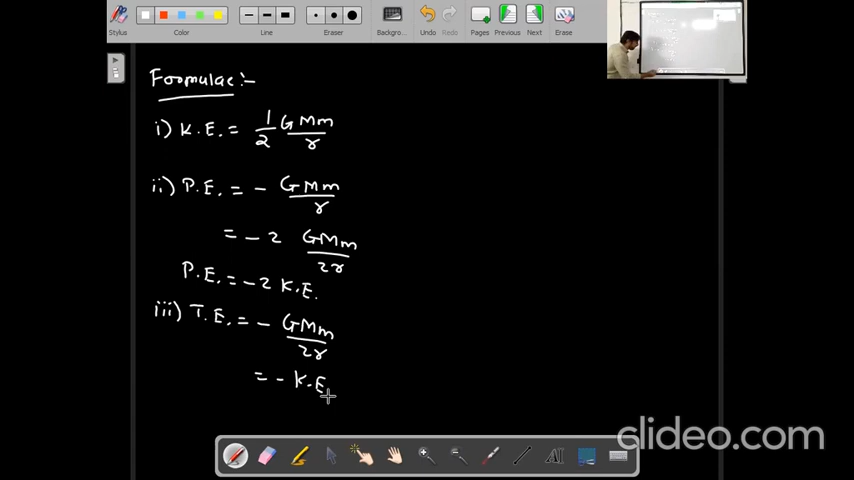 Stylus
Color
Line
Eraser
Backgro...
Undo
Redo
Pages
Previous
Next
Erase
Formulae:-
i) K.E. = 1/2 GMm/r
ii) P.E. = - GMm/r
= - 2 GMm/2r
P.E. = - 2 K.E.
iii) T.E. = - GMm/2r
= - K.E.
clideo.com